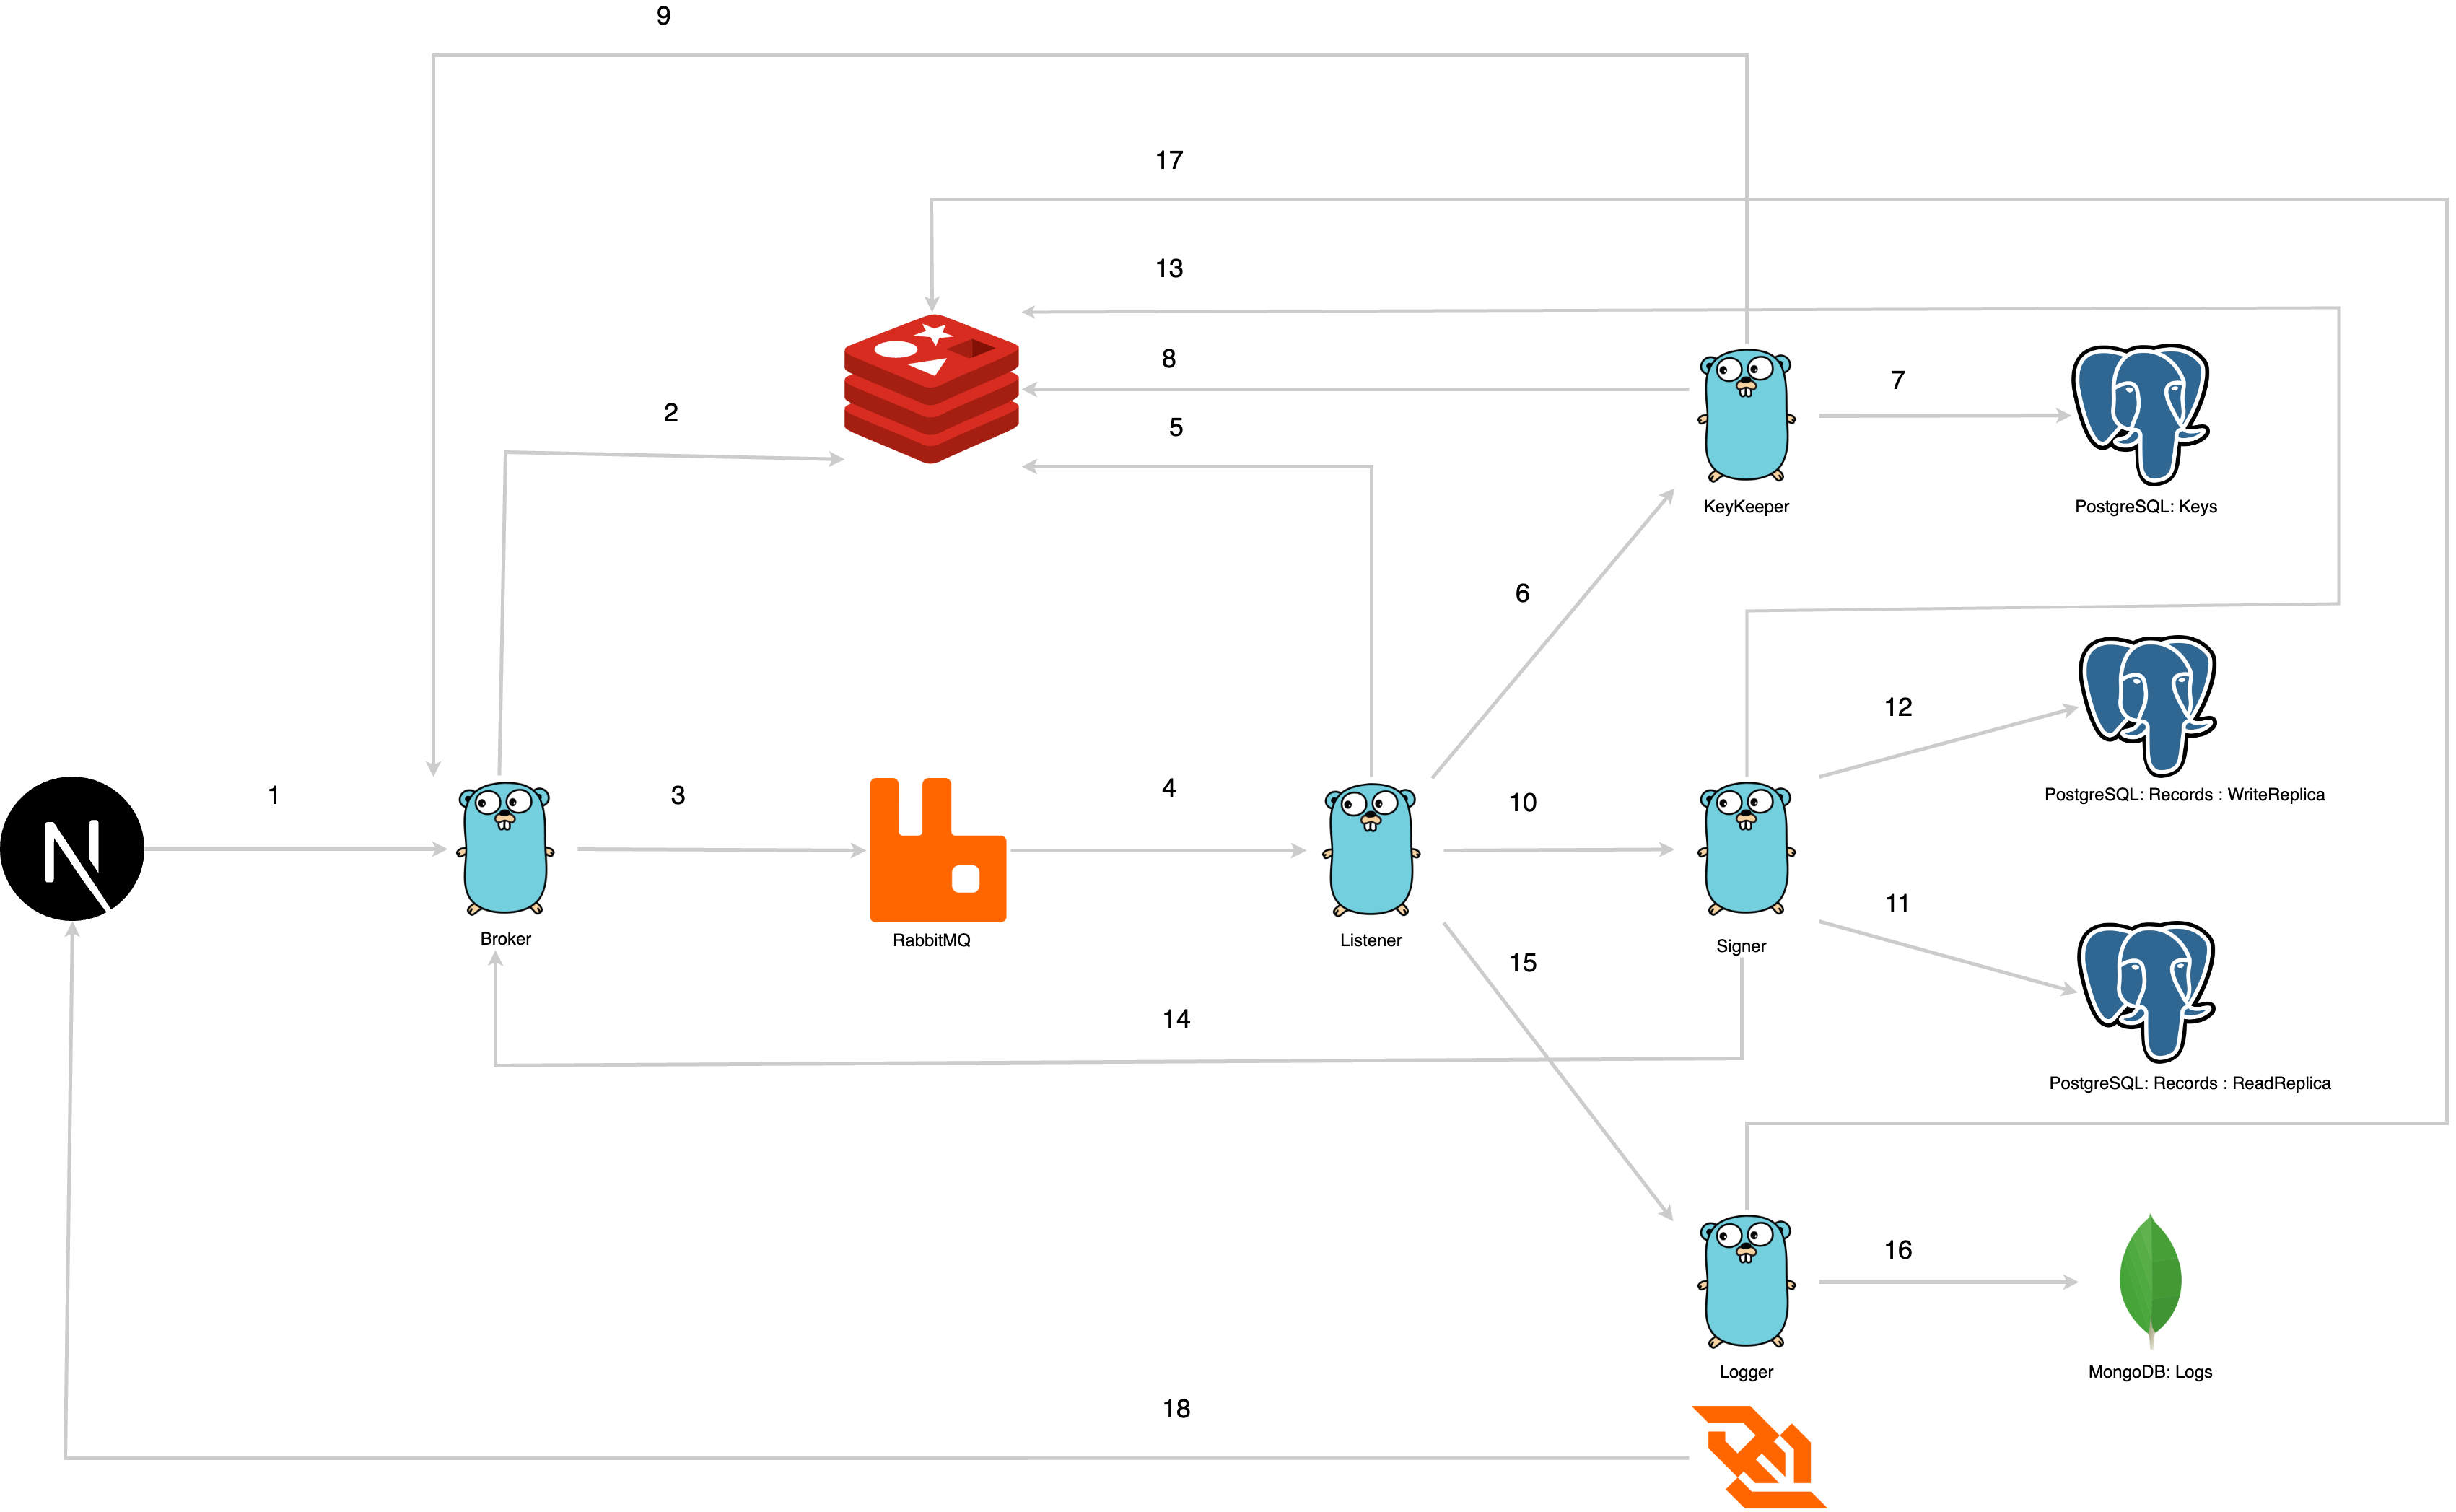 9
17
13
8
7
2
5
KeyKeeper
PostgreSQL: Keys
6
12
1
3
4
10
PostgreSQL: Records : WriteReplica
11
Broker
RabbitMQ
Listener
Signer
15
14
PostgreSQL: Records : ReadReplica
16
Logger
MongoDB: Logs
18